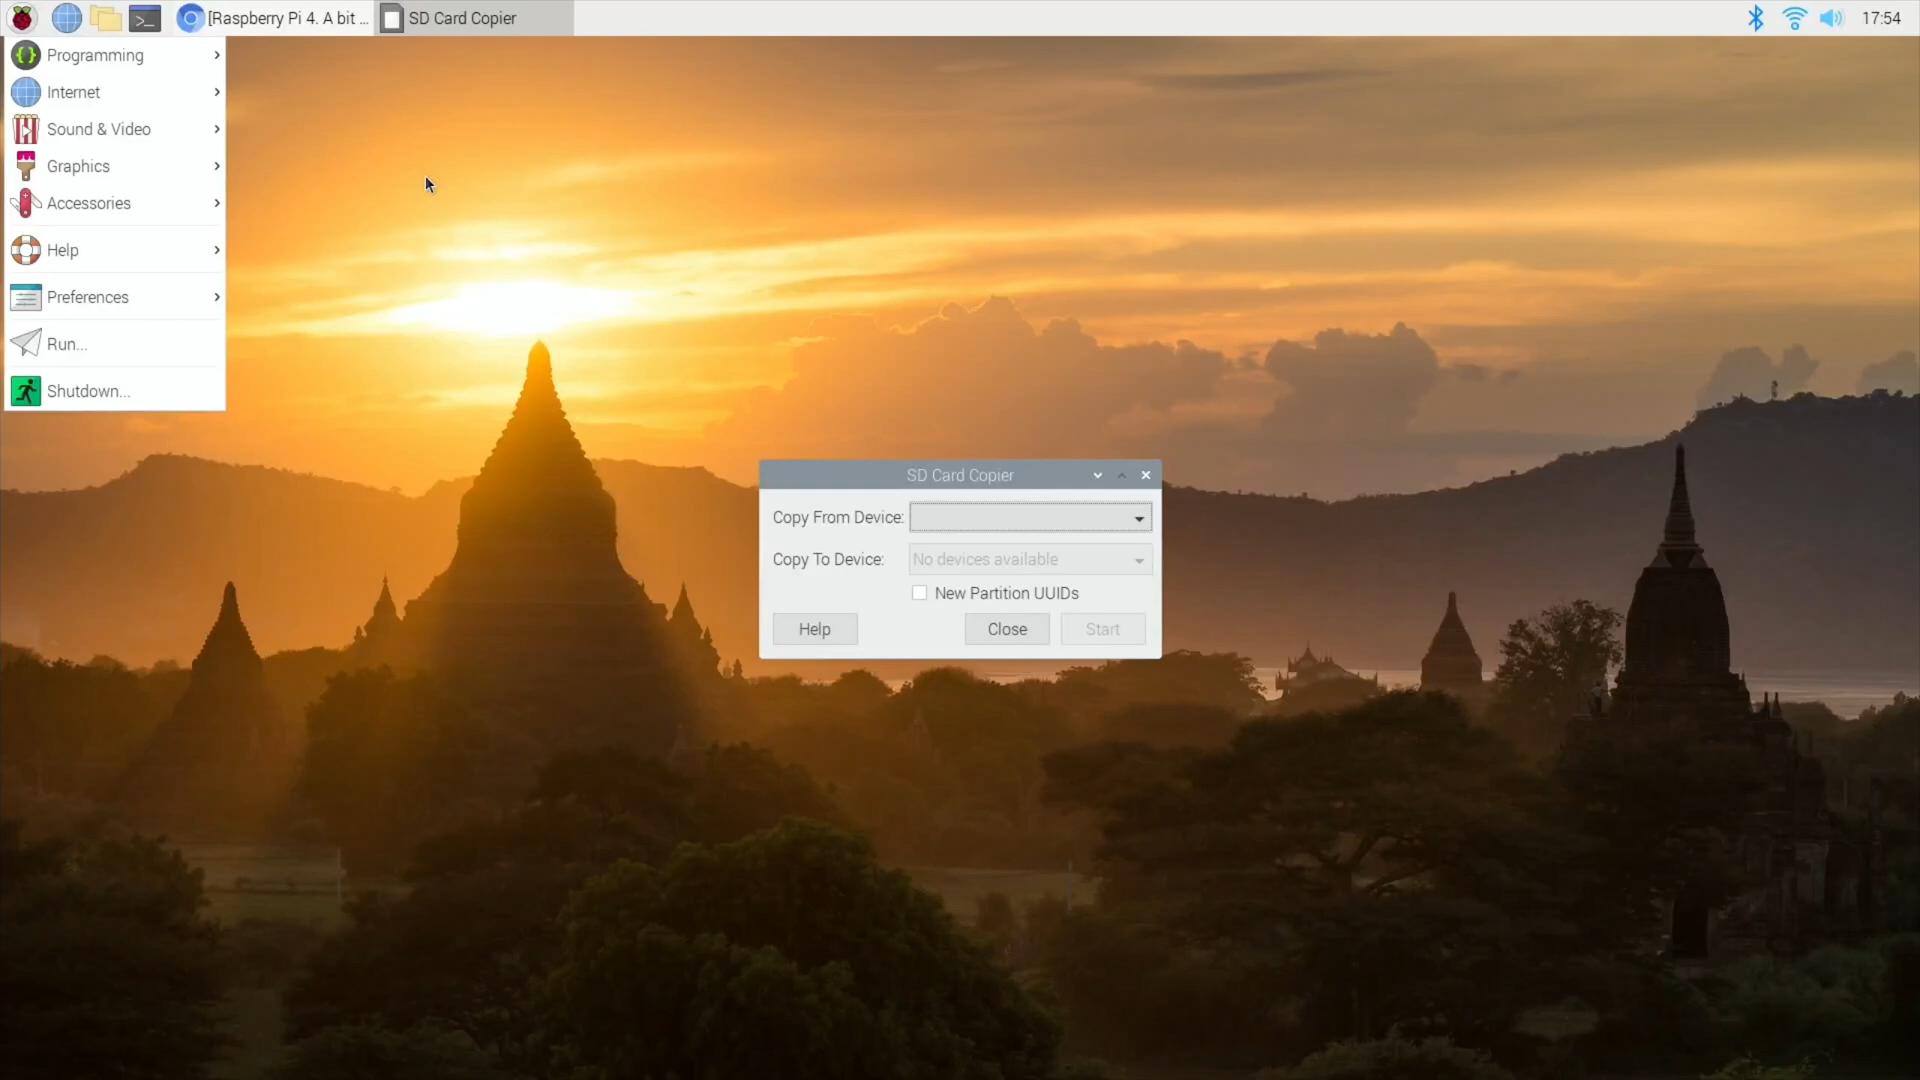 [Raspberry Pi 4. A bit ...
SD Card Copier
17:54
Programming
Internet
Sound & Video
Graphics
Accessories
Help
Preferences
Run...
Shutdown...
SD Card Copier
Copy From Device:
Copy To Device:
No devices available
New Partition UUIDs
Help
Close
Start